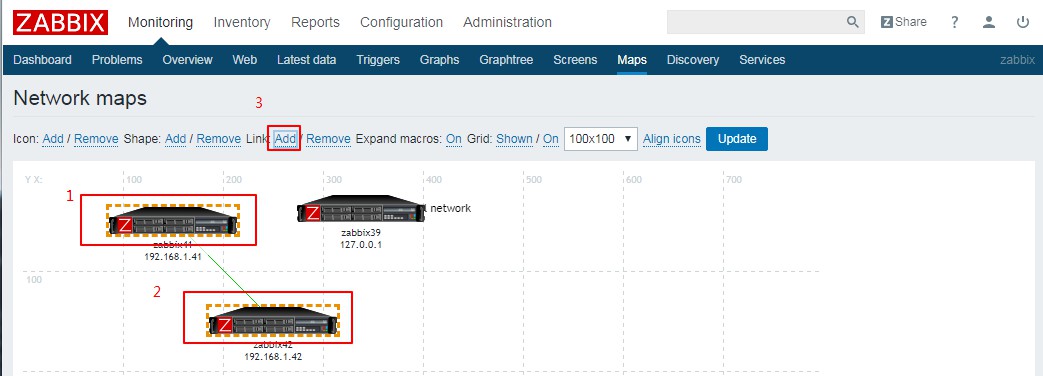 ZABBIX Monitoring Inventory Reports Configuration Administration Z Share ?
Dashboard Problems Overview Web Latest data Triggers Graphs Graphtree Screens Maps Discovery Services zabbix
Network maps
3
Icon: Add / Remove Shape: Add / Remove Link: Add / Remove Expand macros: On Grid: Shown / On 100x100 Align icons Update
Y X: 100 200 300 400 500 600 700
1
Z
Z
network
zabbix41
192.168.1.41
zabbix39
127.0.0.1
100
2
Z
zabbix42
192.168.1.42